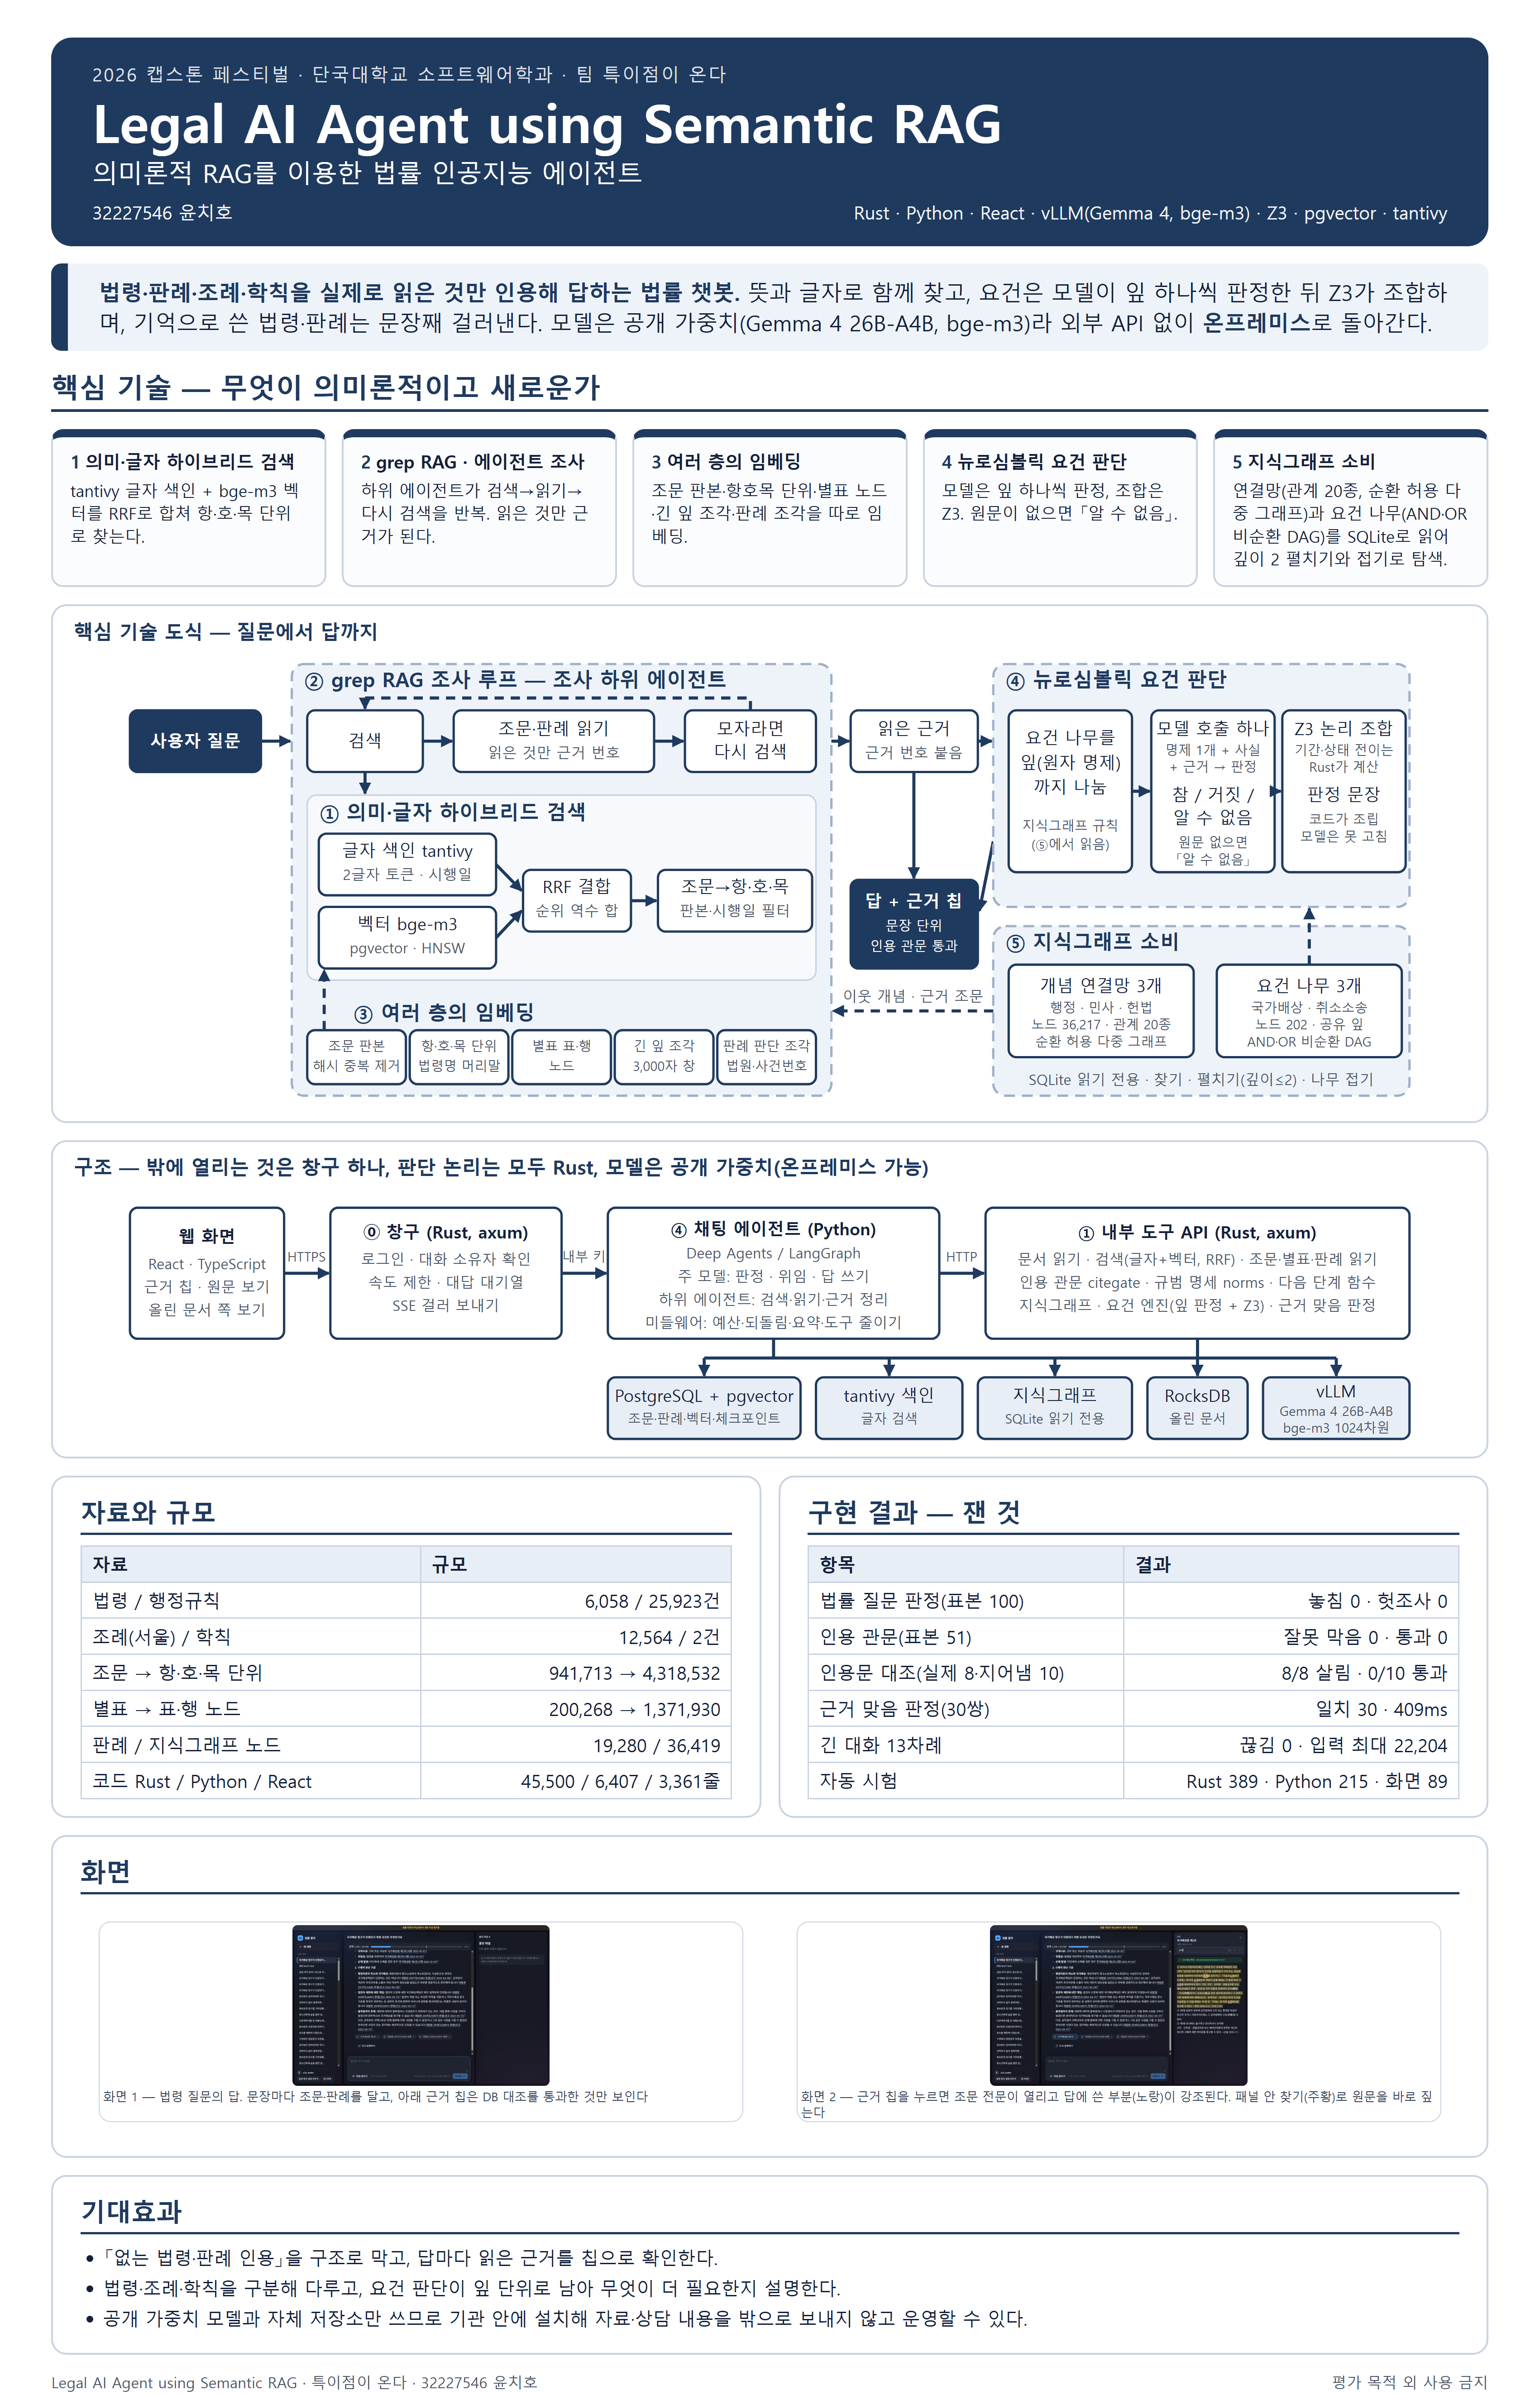 2026 캡스톤 페스티벌 · 단국대학교 소프트웨어학과 · 팀 특이점이 온다
Legal AI Agent using Semantic RAG
의미론적 RAG를 이용한 법률 인공지능 에이전트
32227546 윤치호
Rust · Python · React · vLLM(Gemma 4, bge-m3) · Z3 · pgvector · tantivy
법령·판례·조례·학칙을 실제로 읽은 것만 인용해 답하는 법률 챗봇. 뜻과 글자로 함께 찾고, 요건은 모델이 잎 하나씩 판정한 뒤 Z3가 조합하
며, 기억으로 쓴 법령·판례는 문장째 걸러낸다. 모델은 공개 가중치(Gemma 4 26B-A4B, bge-m3)라 외부 API 없이 온프레미스로 돌아간다.
핵심 기술 — 무엇이 의미론적이고 새로운가
1 의미·글자 하이브리드 검색
tantivy 글자 색인 + bge-m3 벡
터를 RRF로 합쳐 항·호·목 단위
로 찾는다.
2 grep RAG · 에이전트 조사
하위 에이전트가 검색→읽기→
다시 검색을 반복. 읽은 것만 근
거가 된다.
3 여러 층의 임베딩
조문 판본·항호목 단위·별표 노드
·긴 잎 조각·판례 조각을 따로 임
베딩.
4 뉴로심볼릭 요건 판단
모델은 잎 하나씩 판정, 조합은
Z3. 원문이 없으면 「알 수 없음」.
5 지식그래프 소비
연결망(관계 20종, 순환 허용 다
중 그래프)과 요건 나무(AND·OR
비순환 DAG)를 SQLite로 읽어
깊이 2 펼치기와 접기로 탐색.
핵심 기술 도식 — 질문에서 답까지
사용자 질문
② grep RAG 조사 루프 — 조사 하위 에이전트
검색
조문·판례 읽기
읽은 것만 근거 번호
모자라면
다시 검색
① 의미·글자 하이브리드 검색
글자 색인 tantivy
2글자 토큰 · 시행일
벡터 bge-m3
pgvector · HNSW
RRF 결합
순위 역수 합
조문→항·호·목
판본·시행일 필터
③ 여러 층의 임베딩
조문 판본
해시 중복 제거
항·호·목 단위
법령명 머리말
별표 표·행
노드
긴 잎 조각
3,000자 창
판례 판단 조각
법원·사건번호
읽은 근거
근거 번호 붙음
답 + 근거 칩
문장 단위
인용 관문 통과
이웃 개념 · 근거 조문
④ 뉴로심볼릭 요건 판단
요건 나무를
잎(원자 명제)
까지 나눔
지식그래프 규칙
(⑤에서 읽음)
모델 호출 하나
명제 1개 + 사실
+ 근거 → 판정
참 / 거짓 /
알 수 없음
원문 없으면
「알 수 없음」
Z3 논리 조합
기간·상태 전이는
Rust가 계산
판정 문장
코드가 조립
모델은 못 고침
⑤ 지식그래프 소비
개념 연결망 3개
행정 · 민사 · 헌법
노드 36,217 · 관계 20종
순환 허용 다중 그래프
요건 나무 3개
국가배상 · 취소소송
노드 202 · 공유 잎
AND·OR 비순환 DAG
SQLite 읽기 전용 · 찾기 · 펼치기(깊이≤2) · 나무 접기
구조 — 밖에 열리는 것은 창구 하나, 판단 논리는 모두 Rust, 모델은 공개 가중치(온프레미스 가능)
웹 화면
React · TypeScript
근거 칩 · 원문 보기
올린 문서 쪽 보기
HTTPS
⓪ 창구 (Rust, axum)
로그인 · 대화 소유자 확인
속도 제한 · 대답 대기열
SSE 걸러 보내기
내부 키
④ 채팅 에이전트 (Python)
Deep Agents / LangGraph
주 모델: 판정 · 위임 · 답 쓰기
하위 에이전트: 검색·읽기·근거 정리
미들웨어: 예산·되돌림·요약·도구 줄이기
HTTP
① 내부 도구 API (Rust, axum)
문서 읽기 · 검색(글자+벡터, RRF) · 조문·별표·판례 읽기
인용 관문 citegate · 규범 명세 norms · 다음 단계 함수
지식그래프 · 요건 엔진(잎 판정 + Z3) · 근거 맞음 판정
PostgreSQL + pgvector
조문·판례·벡터·체크포인트
tantivy 색인
글자 검색
지식그래프
SQLite 읽기 전용
RocksDB
올린 문서
vLLM
Gemma 4 26B-A4B
bge-m3 1024차원
자료와 규모
자료 규모
법령 / 행정규칙 6,058 / 25,923건
조례(서울) / 학칙 12,564 / 2건
조문 → 항·호·목 단위 941,713 → 4,318,532
별표 → 표·행 노드 200,268 → 1,371,930
판례 / 지식그래프 노드 19,280 / 36,419
코드 Rust / Python / React 45,500 / 6,407 / 3,361줄
구현 결과 — 잰 것
항목 결과
법률 질문 판정(표본 100) 놓침 0 · 헛조사 0
인용 관문(표본 51) 잘못 막음 0 · 통과 0
인용문 대조(실제 8·지어냄 10) 8/8 살림 · 0/10 통과
근거 맞음 판정(30쌍) 일치 30 · 409ms
긴 대화 13차례 끊김 0 · 입력 최대 22,204
자동 시험 Rust 389 · Python 215 · 화면 89
화면
화면 1 — 법령 질문의 답. 문장마다 조문·판례를 달고, 아래 근거 칩은 DB 대조를 통과한 것만 보인다
화면 2 — 근거 칩을 누르면 조문 전문이 열리고 답에 쓴 부분(노랑)이 강조된다. 패널 안 찾기(주황)로 원문을 바로 짚
는다
기대효과
• 「없는 법령·판례 인용」을 구조로 막고, 답마다 읽은 근거를 칩으로 확인한다.
• 법령·조례·학칙을 구분해 다루고, 요건 판단이 잎 단위로 남아 무엇이 더 필요한지 설명한다.
• 공개 가중치 모델과 자체 저장소만 쓰므로 기관 안에 설치해 자료·상담 내용을 밖으로 보내지 않고 운영할 수 있다.
Legal AI Agent using Semantic RAG · 특이점이 온다 · 32227546 윤치호
평가 목적 외 사용 금지